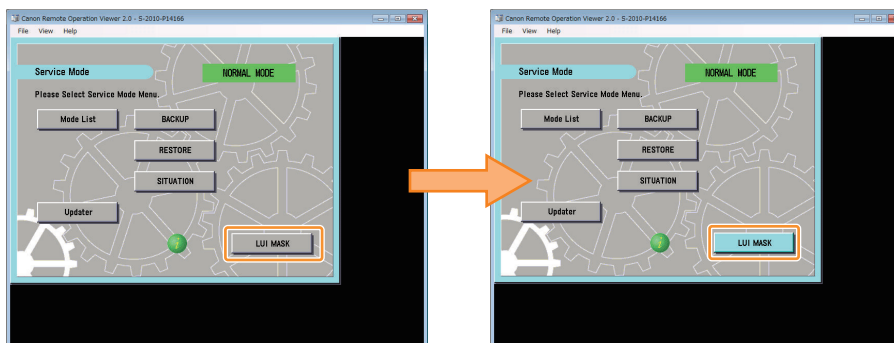 Canon Remote Operation Viewer 2.0 - S-2010-P14166
File View Help
Service Mode
NORMAL MODE
Please Select Service Mode Menu.
Mode List
BACKUP
RESTORE
SITUATION
Updater
i
LUI MASK
Canon Remote Operation Viewer 2.0 - S-2010-P14166
File View Help
Service Mode
NORMAL MODE
Please Select Service Mode Menu.
Mode List
BACKUP
RESTORE
SITUATION
Updater
i
LUI MASK